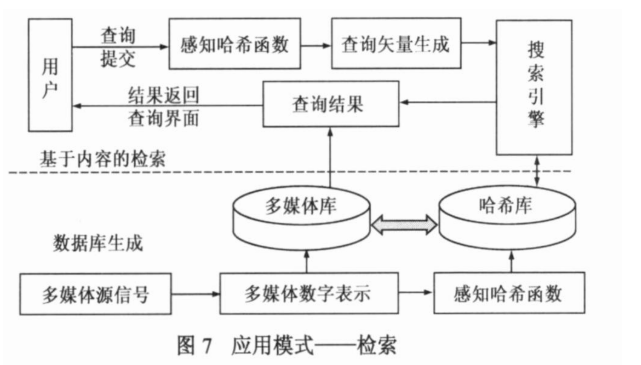 用户
查询
提交
感知哈希函数
查询矢量生成
搜索引擎
结果返回
查询界面
查询结果
基于内容的检索
多媒体库
哈希库
数据库生成
多媒体源信号
多媒体数字表示
感知哈希函数
图 7 应用模式——检索